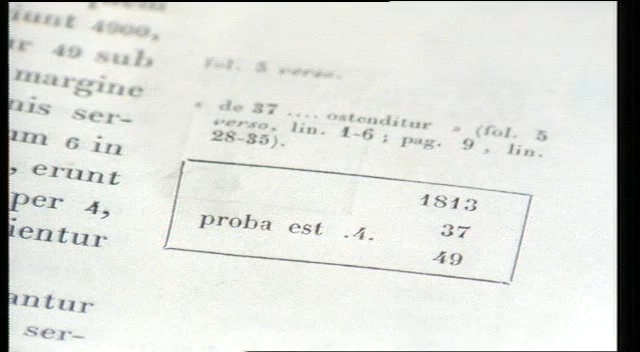 iunt 4900,
49 sub
margine
nis ser-
um 6 in
, erunt
per 4,
ientur
antur
ser-
fol. 5 verso.
« de 37 .... ostenditur » (fol. 5
verso, lin. 1-6 ; pag. 9 , lin.
28-35).
1813
proba est .4. 37
49